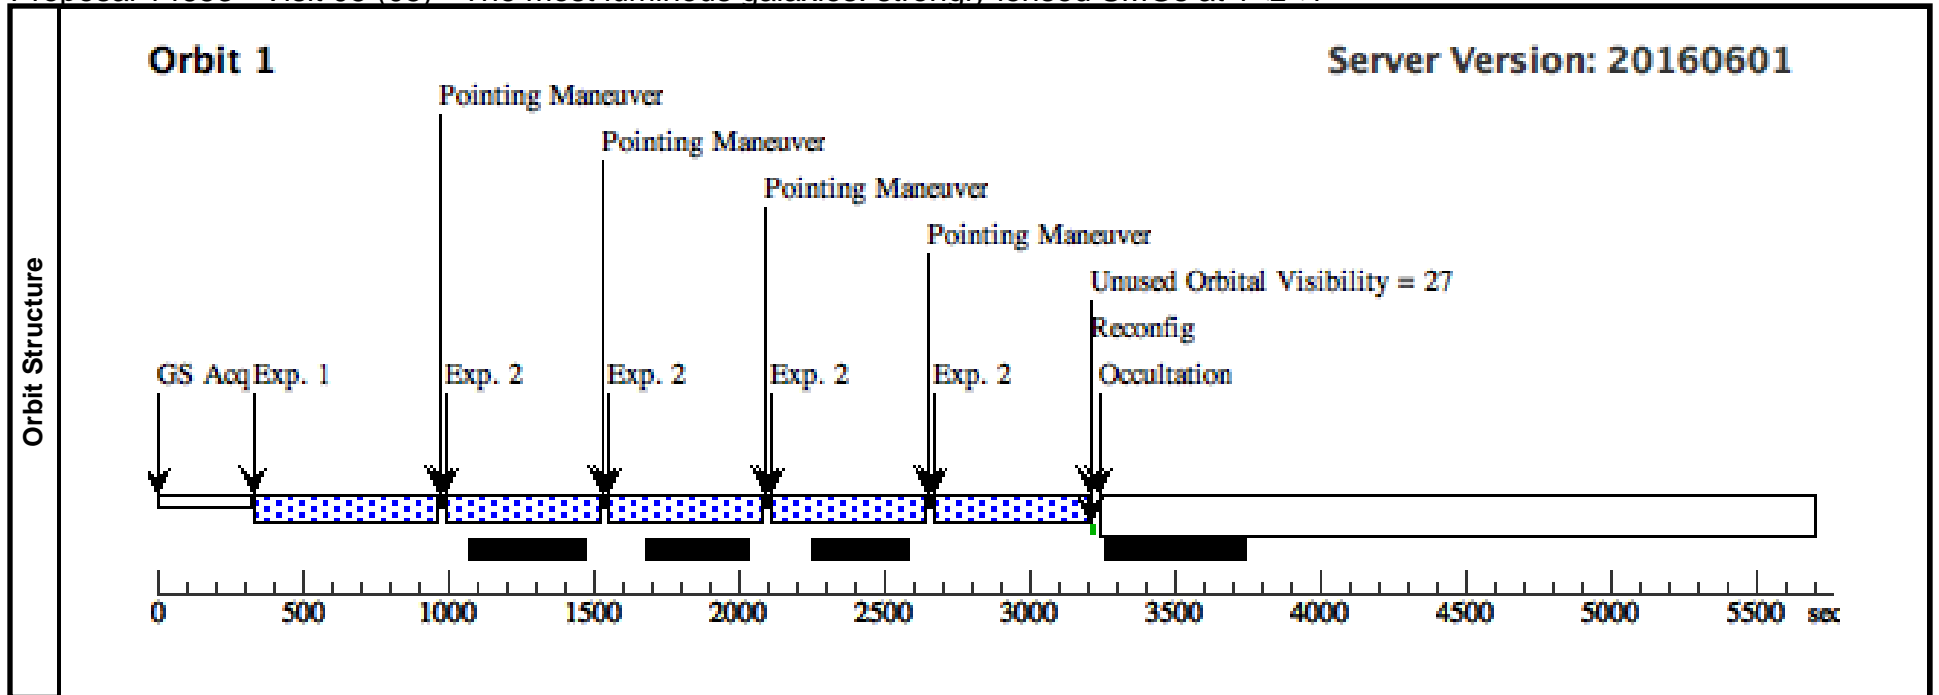 Orbit Structure
Orbit 1 Server Version: 20160601
Pointing Maneuver
Pointing Maneuver
Pointing Maneuver
Pointing Maneuver
Unused Orbital Visibility = 27
Reconfig
GS Acq Exp. 1 Exp. 2 Exp. 2 Exp. 2 Exp. 2 Occultation
0 500 1000 1500 2000 2500 3000 3500 4000 4500 5000 5500 sec